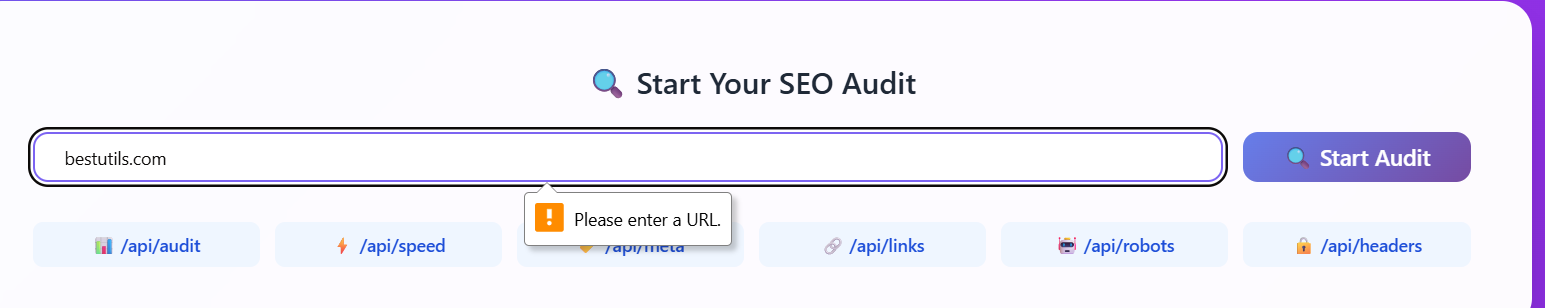 Start Your SEO Audit
bestutils.com
Start Audit
Please enter a URL.
/api/audit
/api/speed
/api/meta
/api/links
/api/robots
/api/headers